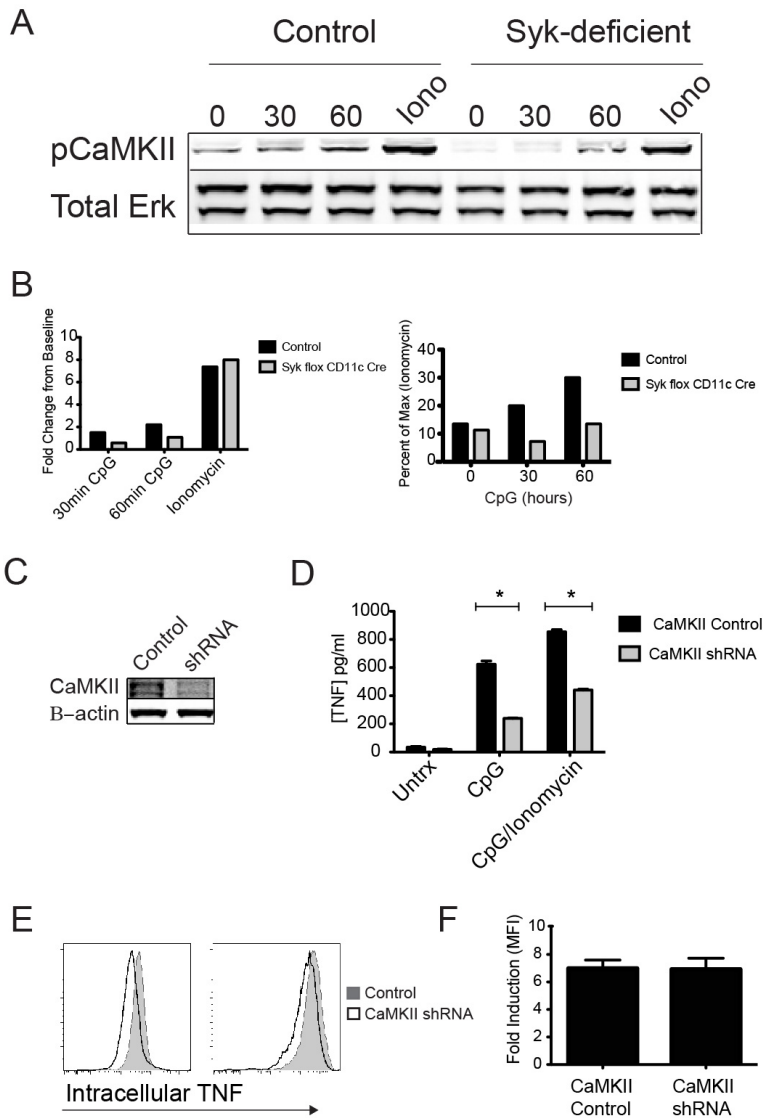 A
Control Syk-deficient
0 30 60 Iono 0 30 60 Iono
pCaMKII
Total Erk
B
Fold Change from Baseline
10
8
6
4
2
0
30min CpG
60min CpG
Ionomycin
Control
Syk flox CD11c Cre
Percent of Max (Ionomycin)
40
30
20
10
0
0 30 60
CpG (hours)
Control
Syk flox CD11c Cre
C
Control
shRNA
CaMKII
B–actin
D
[TNF] pg/ml
1000
800
600
400
200
0
* *
Untrx
CpG
CpG/Ionomycin
CaMKII Control
CaMKII shRNA
E
Control
CaMKII shRNA
Intracellular TNF
F
Fold Induction (MFI)
10
8
6
4
2
0
CaMKII
Control
CaMKII
shRNA